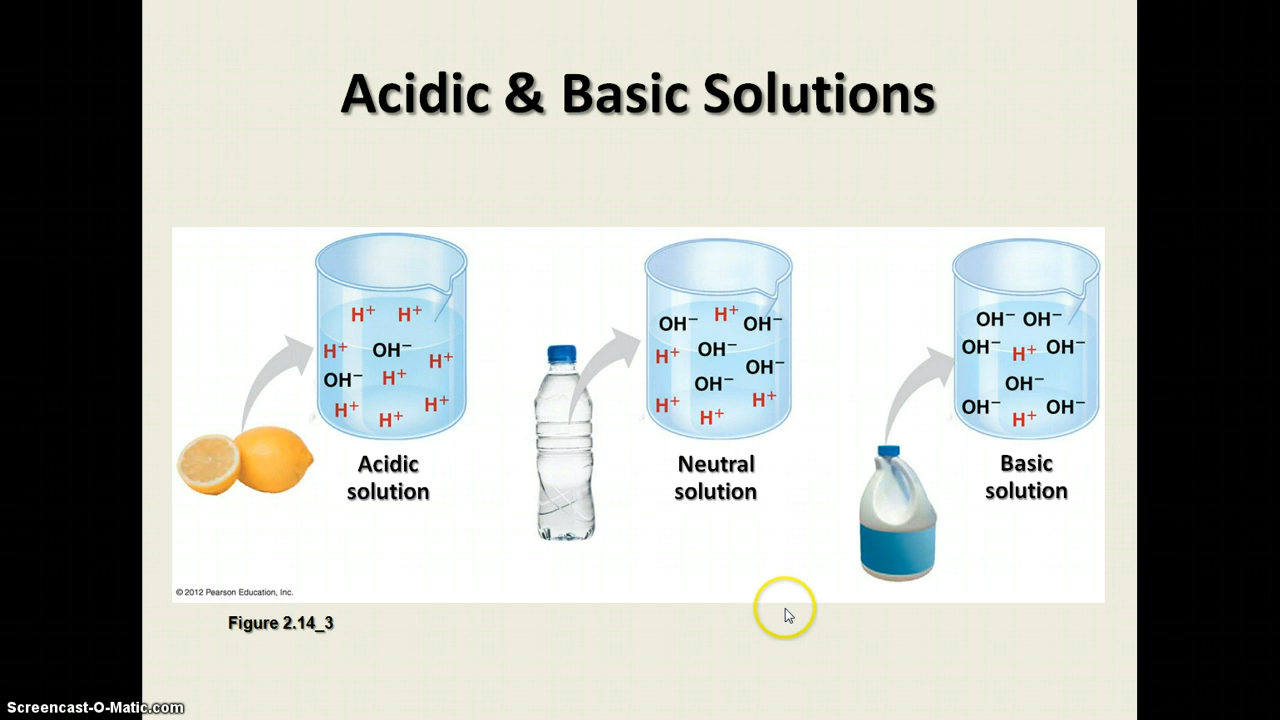 Acidic & Basic Solutions
H+ H+
H+ OH− H+
OH− H+
H+ H+ H+
Acidic
solution
OH− H+ OH−
H+ OH− OH−
OH−
H+ H+ H+
Neutral
solution
OH− OH−
OH− H+ OH−
OH−
OH− H+ OH−
Basic
solution
© 2012 Pearson Education, Inc.
Figure 2.14_3
Screencast-O-Matic.com